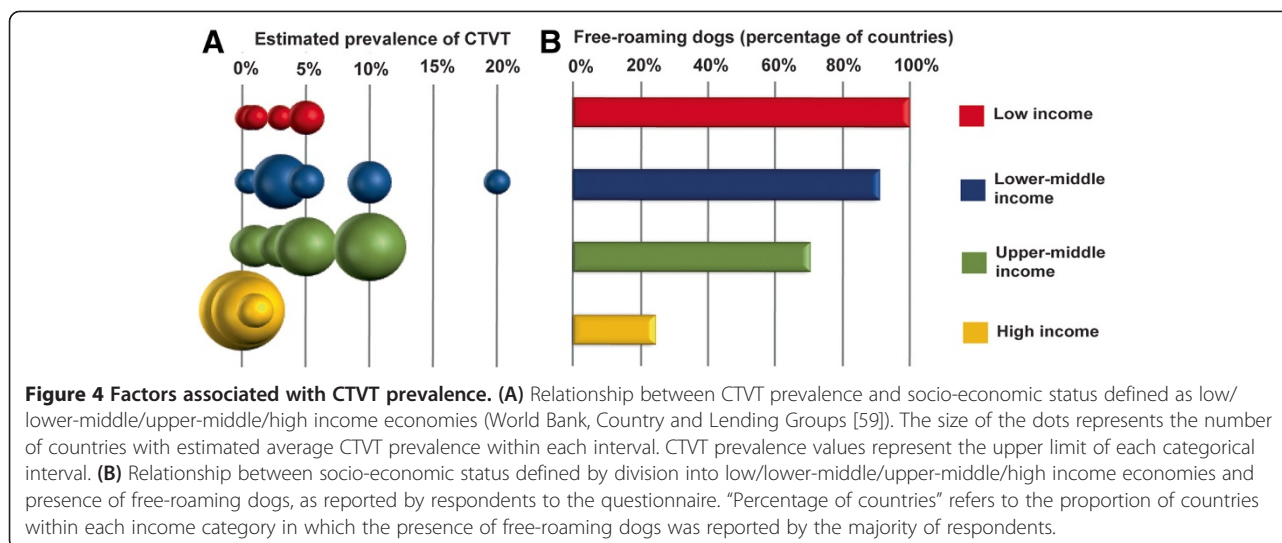 A
Estimated prevalence of CTVT
0% 5% 10% 15% 20%
B
Free-roaming dogs (percentage of countries)
0% 20% 40% 60% 80% 100%
Low income
Lower-middle
income
Upper-middle
income
High income
Figure 4 Factors associated with CTVT prevalence. (A) Relationship between CTVT prevalence and socio-economic status defined as low/
lower-middle/upper-middle/high income economies (World Bank, Country and Lending Groups [59]). The size of the dots represents the number
of countries with estimated average CTVT prevalence within each interval. CTVT prevalence values represent the upper limit of each categorical
interval. (B) Relationship between socio-economic status defined by division into low/lower-middle/upper-middle/high income economies and
presence of free-roaming dogs, as reported by respondents to the questionnaire. “Percentage of countries” refers to the proportion of countries
within each income category in which the presence of free-roaming dogs was reported by the majority of respondents.